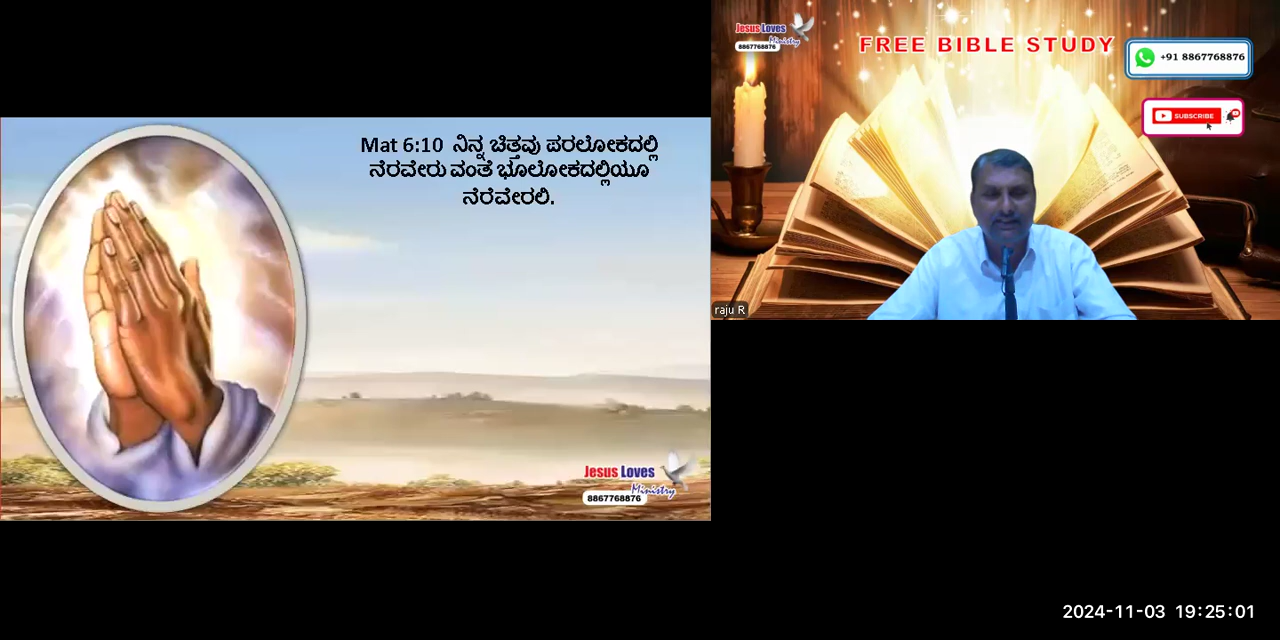 Mat 6:10 ನಿನ್ನ ಚಿತ್ತವು ಪರಲೋಕದಲ್ಲಿ
ನೆರವೇರುವಂತೆ ಭೂಲೋಕದಲ್ಲಿಯೂ
ನೆರವೇರಲಿ.
Jesus Loves
Ministry
8867768876
Jesus Loves
Ministry
8867768876
FREE BIBLE STUDY
+91 8867768876
SUBSCRIBE
raju R
2024-11-03 19:25:01